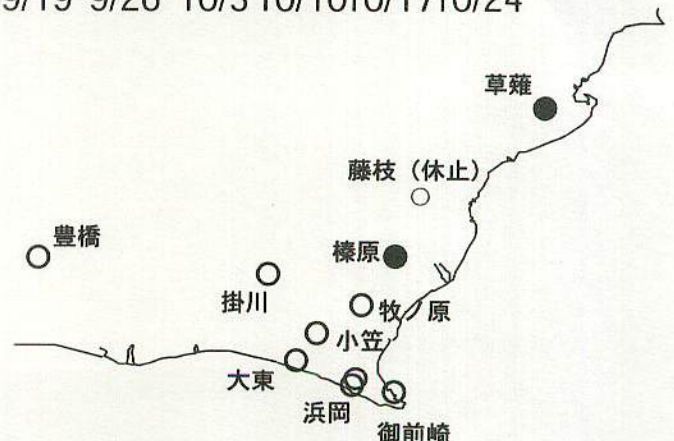 9/19 9/26 10/3 10/10 10/17 10/24
草薙
藤枝（休止）
豊橋
榛原
掛川
牧ノ原
小笠
大東
浜岡
御前崎